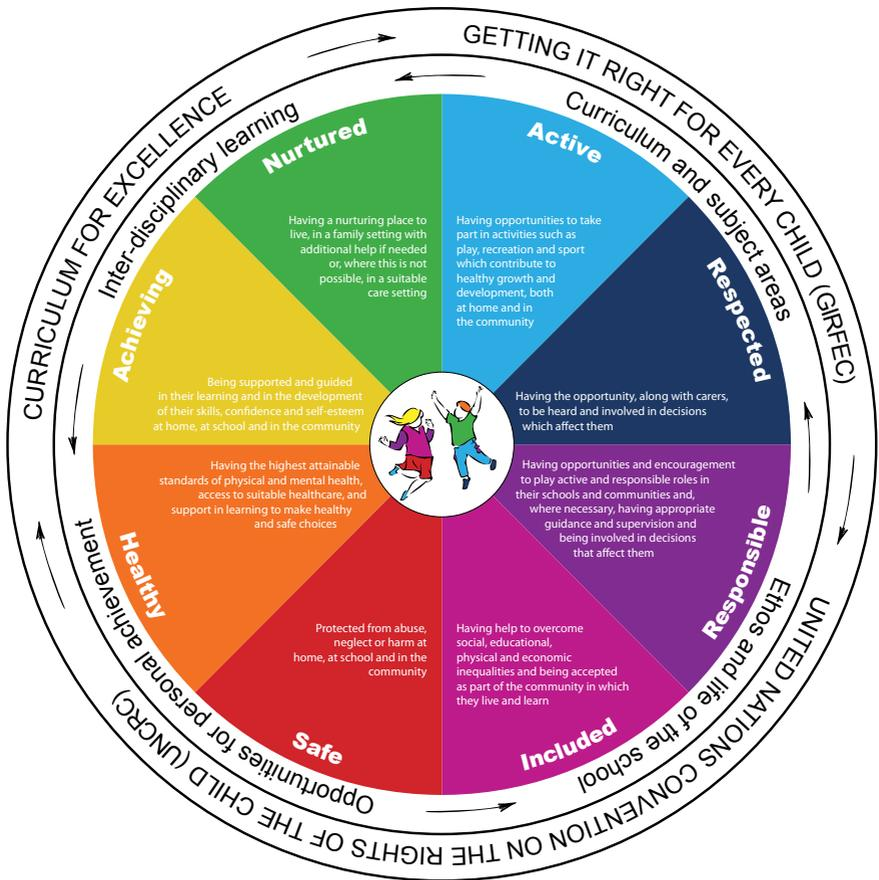 GETTING IT RIGHT FOR EVERY CHILD (GIRFEC)
UNITED NATIONS CONVENTION ON THE RIGHTS OF THE CHILD (UNCRC)
CURRICULUM FOR EXCELLENCE
Curriculum and subject areas
Ethos and life of the school
Opportunities for personal achievement
Inter-disciplinary learning
Active
Having opportunities to take
part in activities such as
play, recreation and sport
which contribute to
healthy growth and
development, both
at home and in
the community
Respected
Having the opportunity, along with carers,
to be heard and involved in decisions
which affect them
Responsible
Having opportunities and encouragement
to play active and responsible roles in
their schools and communities and,
where necessary, having appropriate
guidance and supervision and
being involved in decisions
that affect them
Included
Having help to overcome
social, educational,
physical and economic
inequalities and being accepted
as part of the community in which
they live and learn
Safe
Protected from abuse,
neglect or harm at
home, at school and in the
community
Healthy
Having the highest attainable
standards of physical and mental health,
access to suitable healthcare, and
support in learning to make healthy
and safe choices
Achieving
Being supported and guided
in their learning and in the development
of their skills, confidence and self-esteem
at home, at school and in the community
Nurtured
Having a nurturing place to
live, in a family setting with
additional help if needed
or, where this is not
possible, in a suitable
care setting